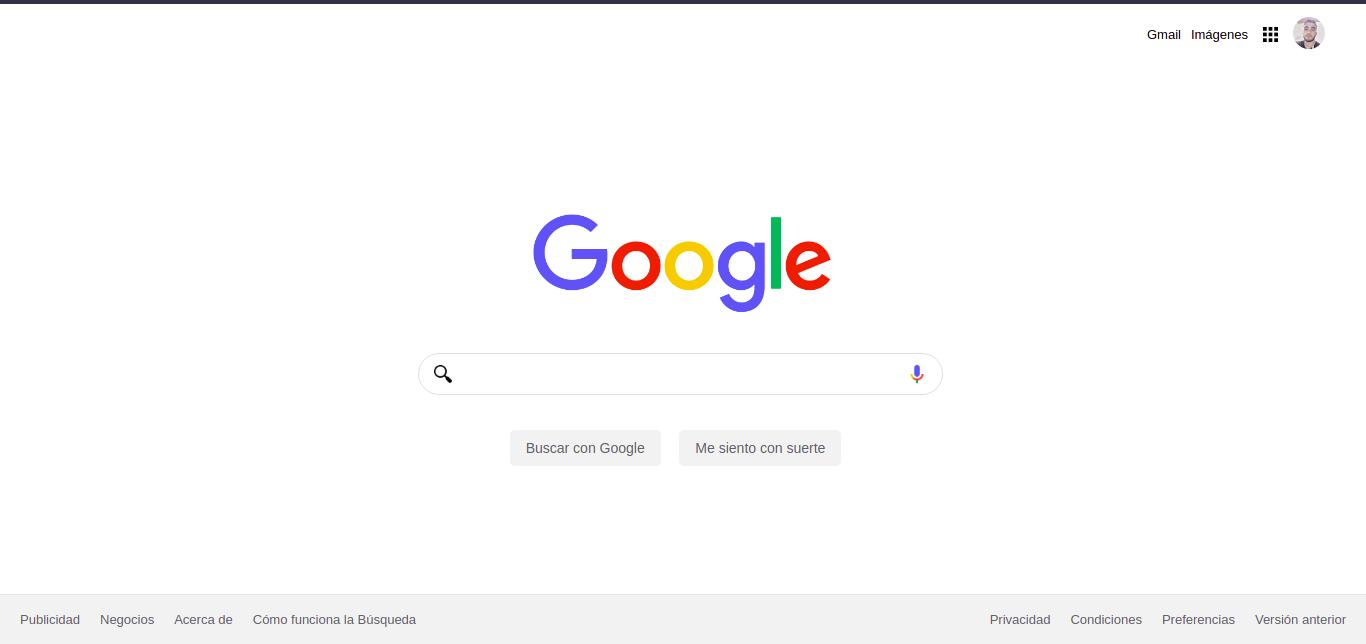 Gmail Imágenes
Google
Buscar con Google Me siento con suerte
Publicidad Negocios Acerca de Cómo funciona la Búsqueda Privacidad Condiciones Preferencias Versión anterior